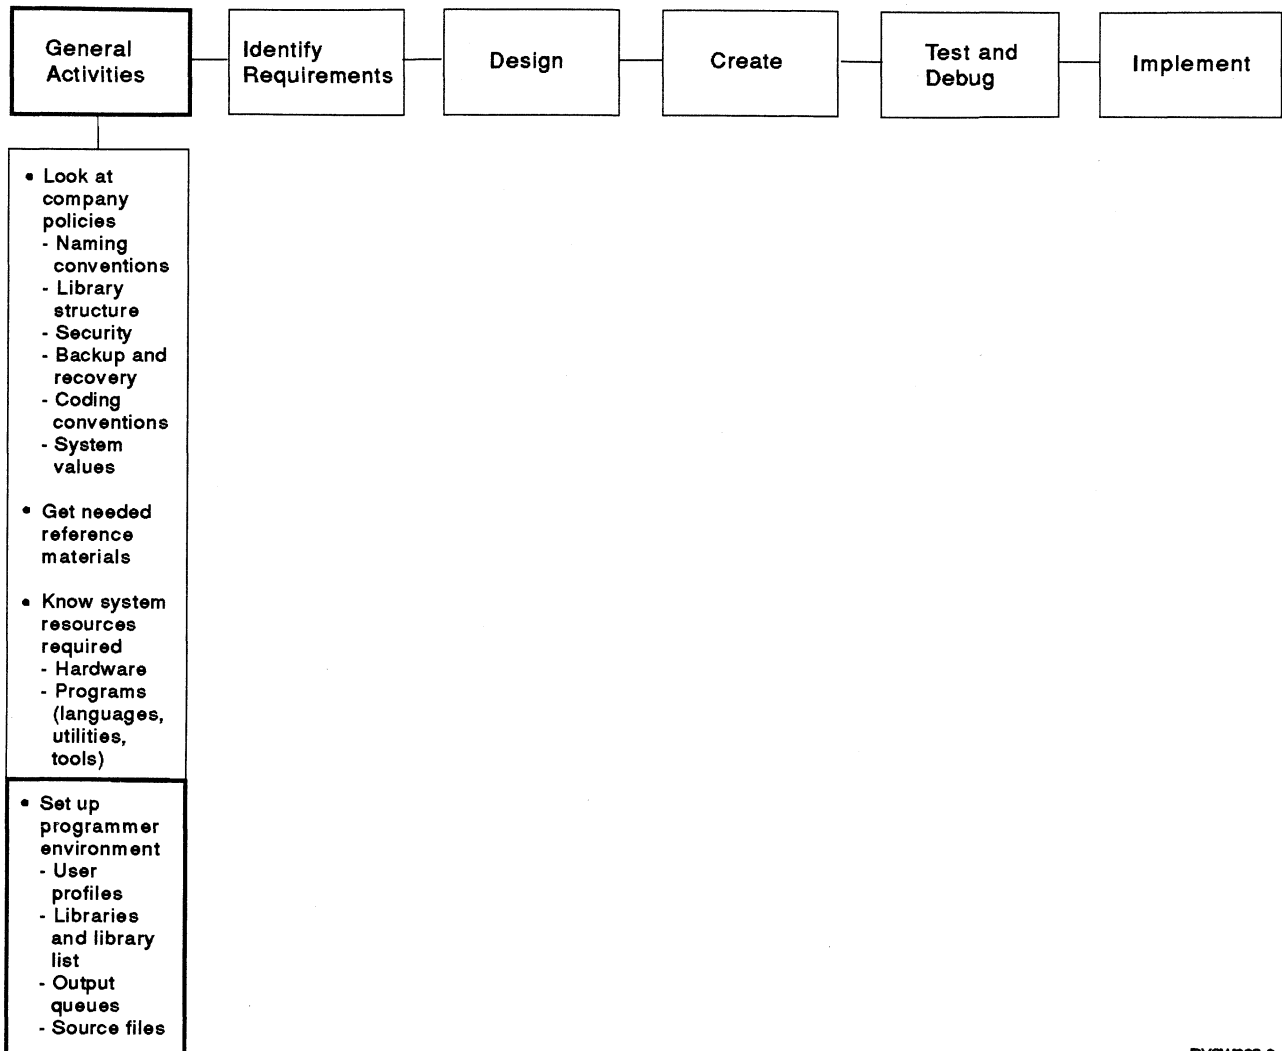 General
Activities
Identify
Requirements
Design
Create
Test and
Debug
Implement
• Look at
company
policies
- Naming
conventions
- Library
structure
- Security
- Backup and
recovery
- Coding
conventions
- System
values
• Get needed
reference
materials
• Know system
resources
required
- Hardware
- Programs
(languages,
utilities,
tools)
• Set up
programmer
environment
- User
profiles
- Libraries
and library
list
- Output
queues
- Source files